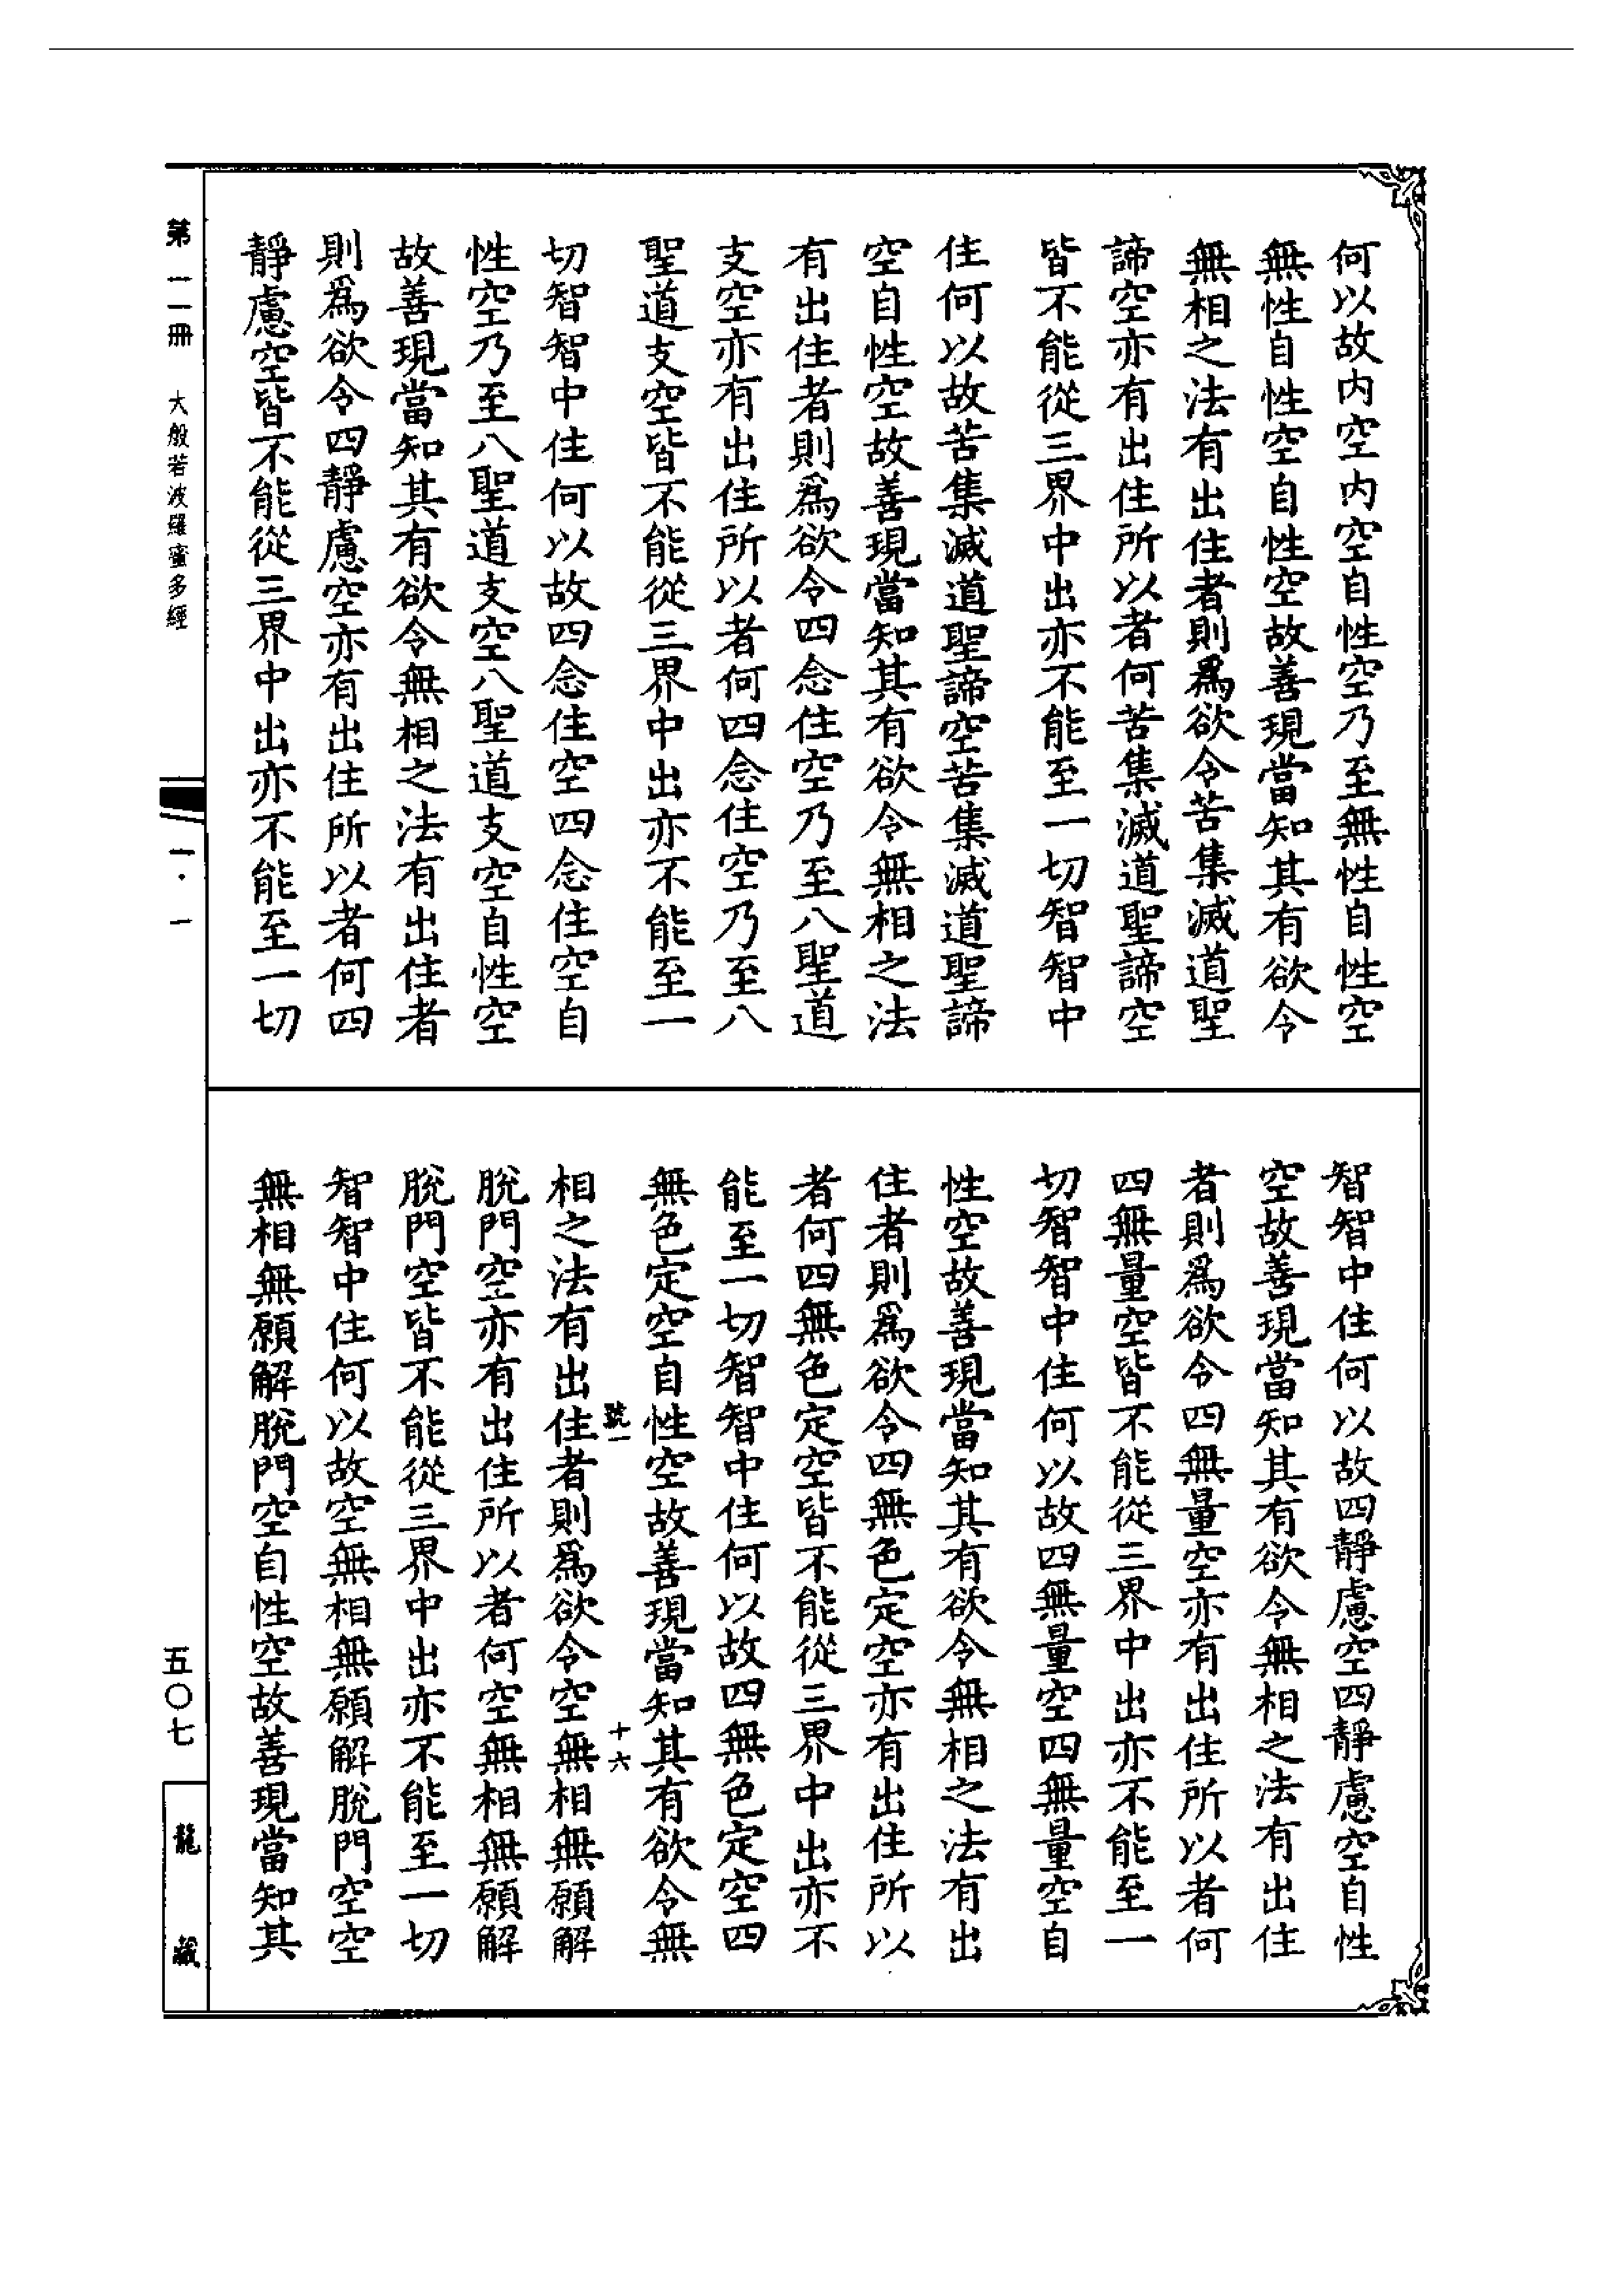 何以故内空内空自性空乃至無性自性空
無性自性空自性空故善現當知其有欲令
無相之法有出住者則爲欲令苦集滅道聖
諦空亦有出住所以者何苦集滅道聖諦空
皆不能從三界中出亦不能至一切智智中
住何以故苦集滅道聖諦空苦集滅道聖諦
空自性空故善現當知其有欲令無相之法
有出住者則爲欲令四念住空乃至八聖道
支空亦有出住所以者何四念住空乃至八
聖道支空皆不能從三界中出亦不能至一
切智智中住何以故四念住空四念住空自
性空乃至八聖道支空八聖道支空自性空
故善現當知其有欲令無相之法有出住者
則爲欲令四靜慮空亦有出住所以者何四
靜慮空皆不能從三界中出亦不能至一切
智智中住何以故四靜慮空四靜慮空自性
空故善現當知其有欲令無相之法有出住
者則爲欲令四無量空亦有出住所以者何
四無量空皆不能從三界中出亦不能至一
切智智中住何以故四無量空四無量空自
性空故善現當知其有欲令無相之法有出
住者則爲欲令四無色定空亦有出住所以
者何四無色定空皆不能從三界中出亦不
能至一切智智中住何以故四無色定空四
無色定空自性空故善現當知其有欲令無
號一 十六
相之法有出住者則爲欲令空無相無願解
脫門空亦有出住所以者何空無相無願解
脫門空皆不能從三界中出亦不能至一切
智智中住何以故空無相無願解脫門空空
無相無願解脫門空自性空故善現當知其
第一一冊 大般若波羅蜜多經 一·一 五〇七
龍藏